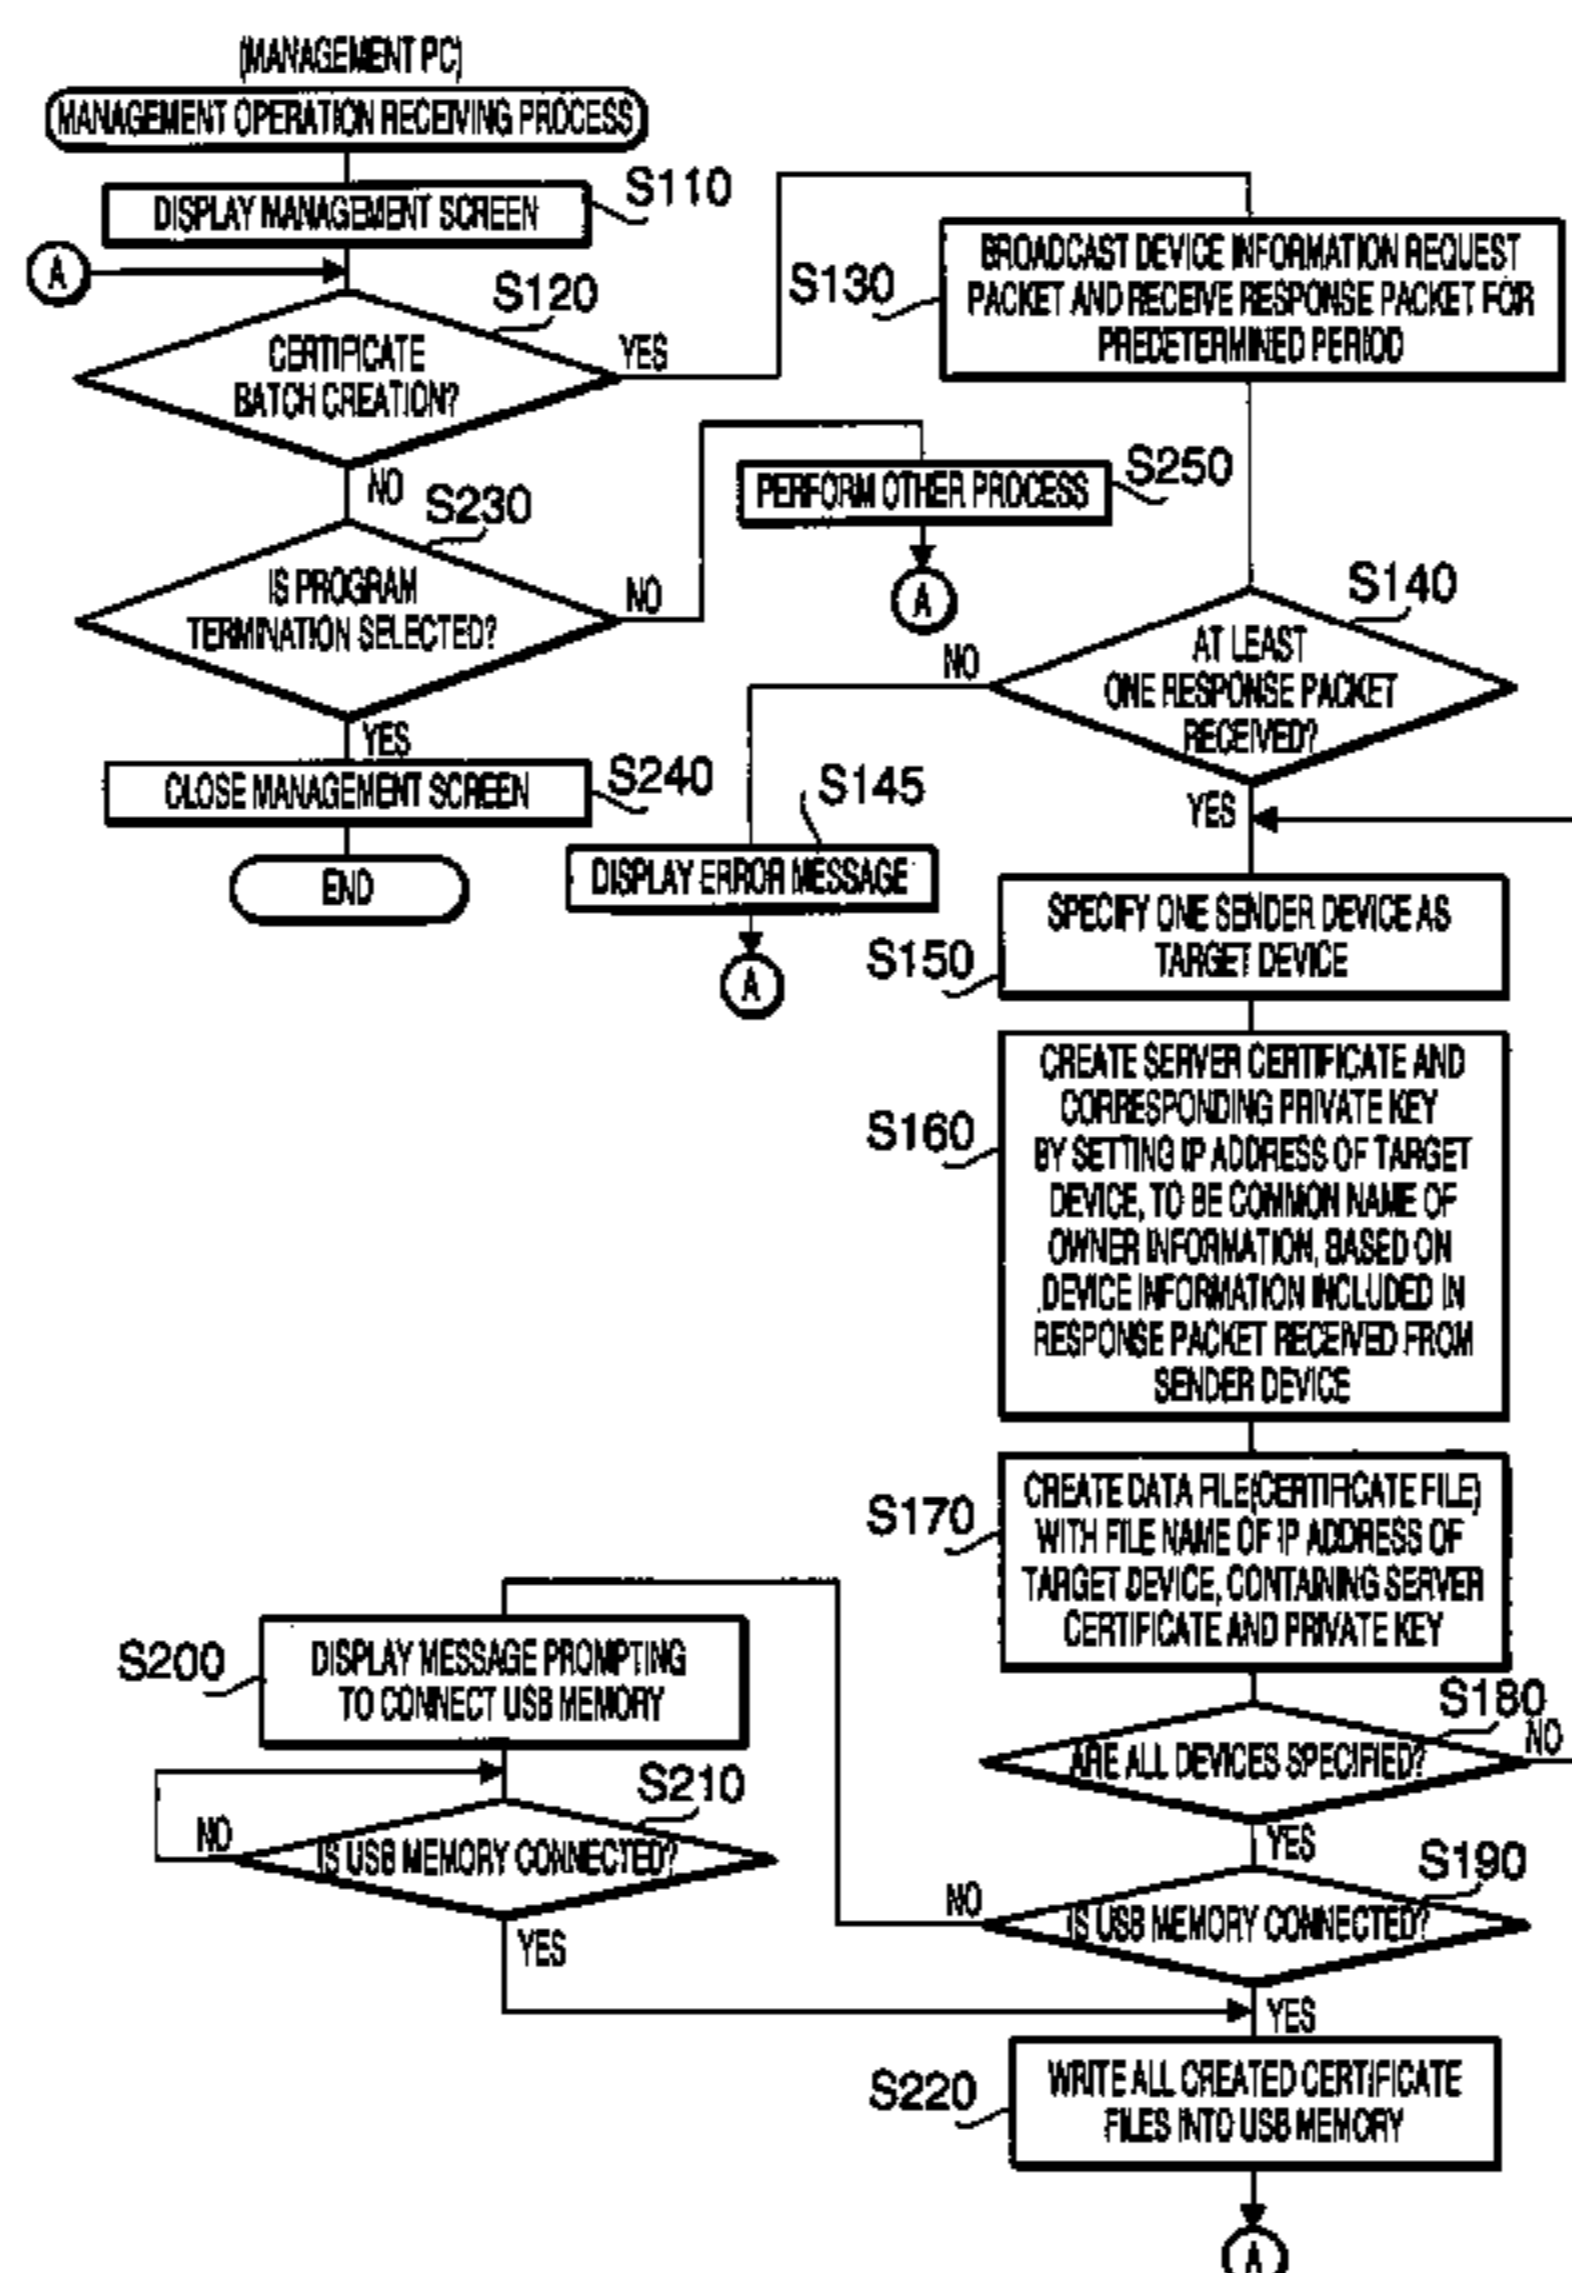 (MANAGEMENT PC)
MANAGEMENT OPERATION RECEIVING PROCESS
DISPLAY MANAGEMENT SCREEN
S110
A
S120
CERTIFICATE
BATCH CREATION?
YES
NO
S130
BROADCAST DEVICE INFORMATION REQUEST
PACKET AND RECEIVE RESPONSE PACKET FOR
PREDETERMINED PERIOD
S230
IS PROGRAM
TERMINATION SELECTED?
NO
YES
PERFORM OTHER PROCESS
S250
A
S240
CLOSE MANAGEMENT SCREEN
END
S140
AT LEAST
ONE RESPONSE PACKET
RECEIVED?
NO
YES
S145
DISPLAY ERROR MESSAGE
A
S150
SPECIFY ONE SENDER DEVICE AS
TARGET DEVICE
S160
CREATE SERVER CERTIFICATE AND
CORRESPONDING PRIVATE KEY
BY SETTING IP ADDRESS OF TARGET
DEVICE, TO BE COMMON NAME OF
OWNER INFORMATION, BASED ON
DEVICE INFORMATION INCLUDED IN
RESPONSE PACKET RECEIVED FROM
SENDER DEVICE
S170
CREATE DATA FILE(CERTIFICATE FILE)
WITH FILE NAME OF IP ADDRESS OF
TARGET DEVICE, CONTAINING SERVER
CERTIFICATE AND PRIVATE KEY
S180
ARE ALL DEVICES SPECIFIED?
NO
YES
S190
IS USB MEMORY CONNECTED?
NO
YES
S200
DISPLAY MESSAGE PROMPTING
TO CONNECT USB MEMORY
S210
IS USB MEMORY CONNECTED?
NO
YES
S220
WRITE ALL CREATED CERTIFICATE
FILES INTO USB MEMORY
A